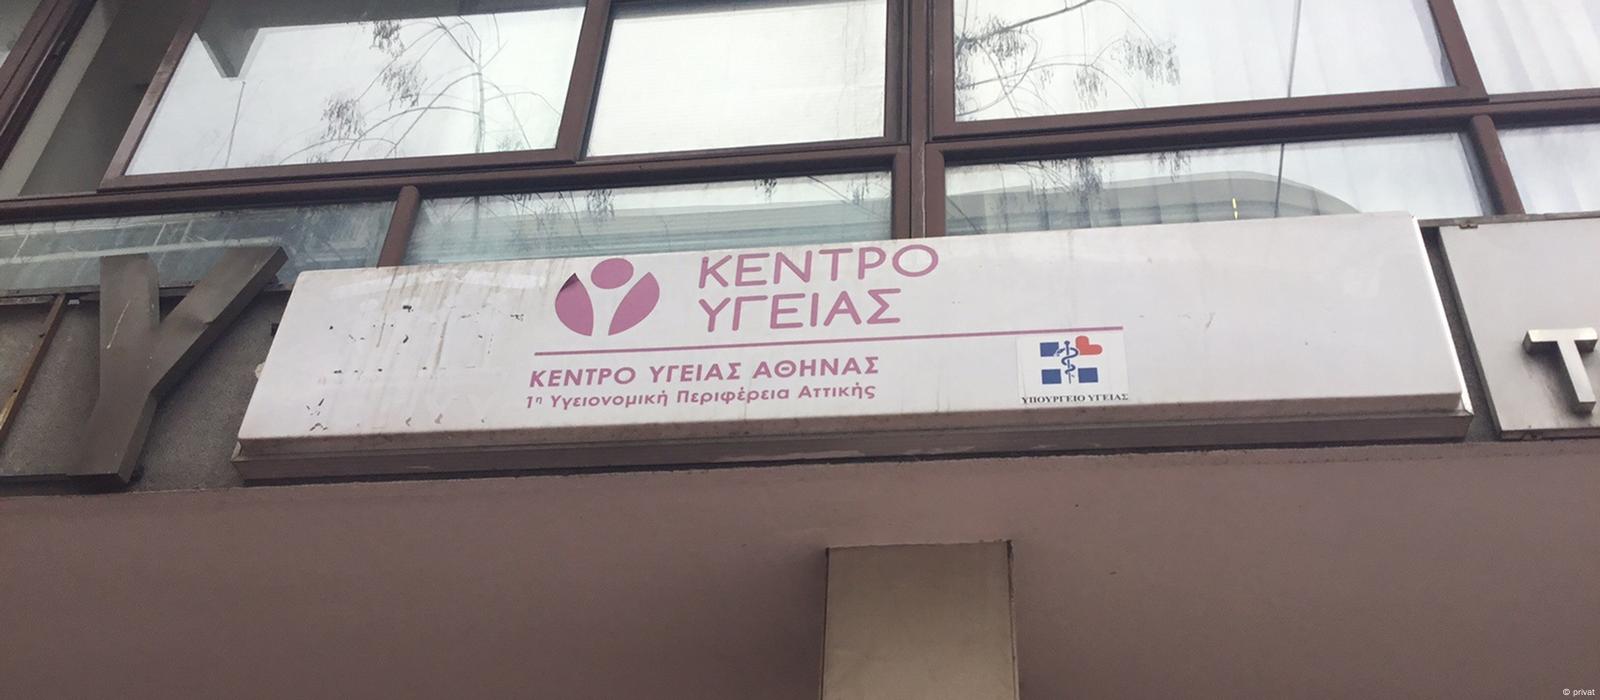 Υ
ΚΕΝΤΡΟ
ΥΓΕΙΑΣ
ΚΕΝΤΡΟ ΥΓΕΙΑΣ ΑΘΗΝΑΣ
1η Υγειονομική Περιφέρεια Αττικής
ΥΠΟΥΡΓΕΙΟ ΥΓΕΙΑΣ
Τ
© privat